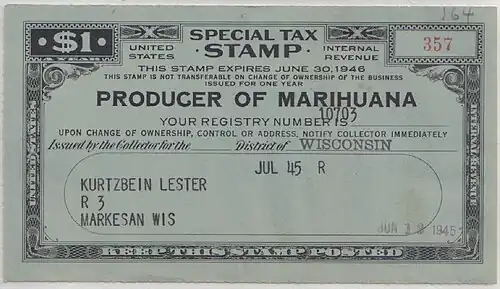 164
$1
A YEAR
SPECIAL TAX
UNITED STATES
STAMP
INTERNAL REVENUE
357
THIS STAMP EXPIRES JUNE 30, 1946
THIS STAMP IS NOT TRANSFERABLE ON CHANGE OF OWNERSHIP OF THE BUSINESS
ISSUED FOR ONE YEAR
PRODUCER OF MARIHUANA
10703
YOUR REGISTRY NUMBER IS
UPON CHANGE OF OWNERSHIP, CONTROL OR ADDRESS, NOTIFY COLLECTOR IMMEDIATELY
Issued by the Collector for the District of WISCONSIN
JUL 45 R
KURTZBEIN LESTER
R 3
MARKESAN WIS
JUN 1945
KEEP THIS STAMP POSTED